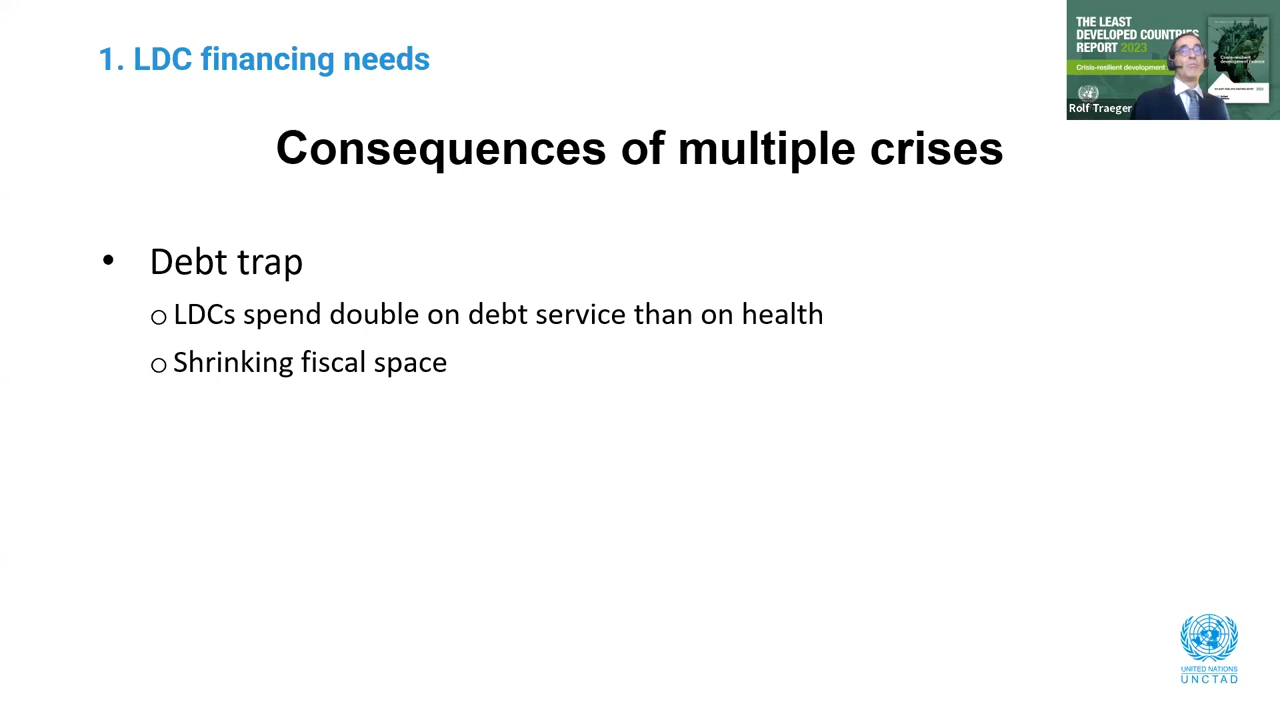 1. LDC financing needs
THE LEAST
DEVELOPED COUNTRIES
REPORT 2023
Crisis-resilient development
Rolf Traeger
Consequences of multiple crises
• Debt trap
o LDCs spend double on debt service than on health
o Shrinking fiscal space
UNITED NATIONS
UNCTAD